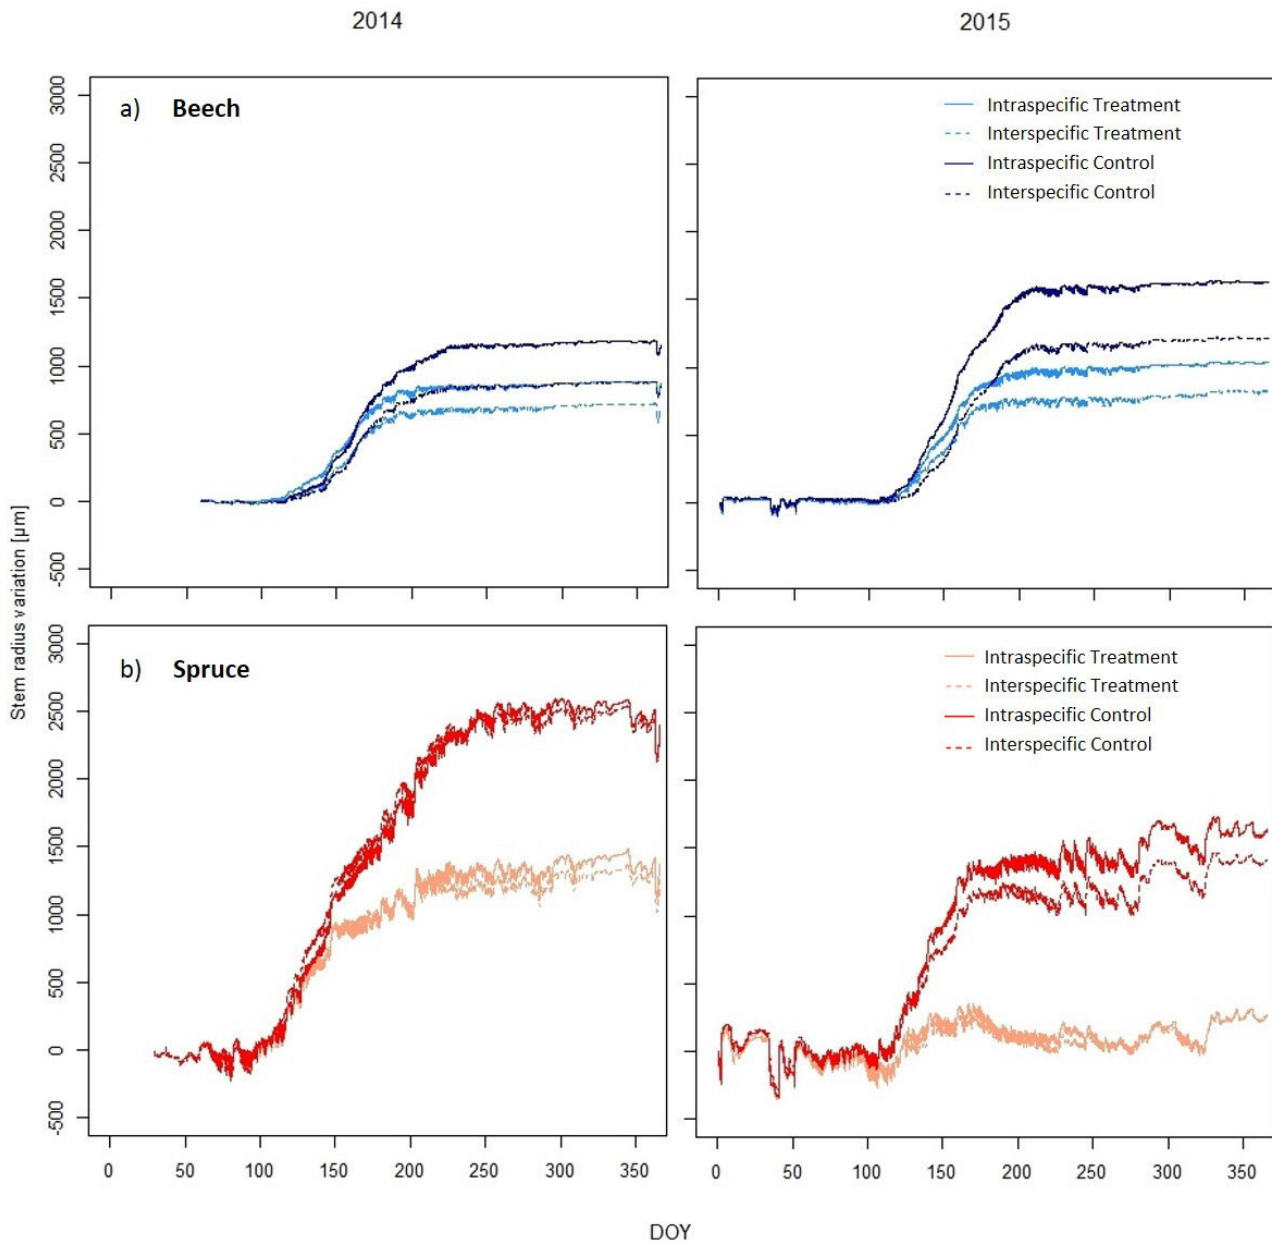 2014
2015
a) Beech
3000
2500
2000
1500
1000
500
0
-500
Intraspecific Treatment
Interspecific Treatment
Intraspecific Control
Interspecific Control
Stem radius variation [µm]
b) Spruce
3000
2500
2000
1500
1000
500
0
-500
Intraspecific Treatment
Interspecific Treatment
Intraspecific Control
Interspecific Control
0 50 100 150 200 250 300 350
0 50 100 150 200 250 300 350
DOY